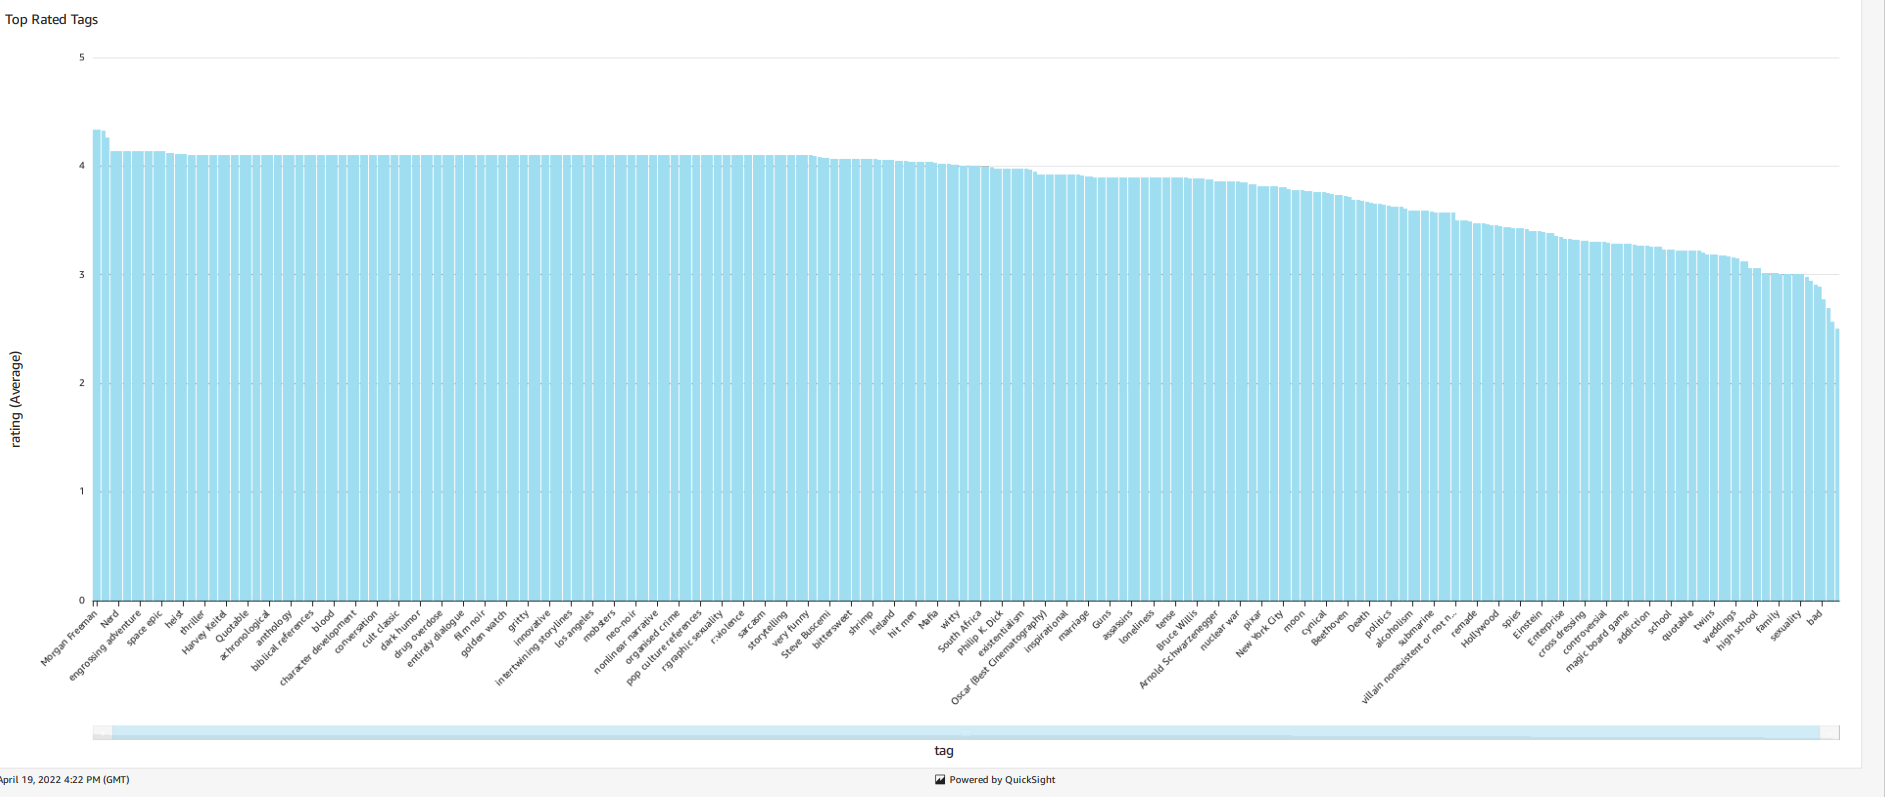 Top Rated Tags
5
4
3
2
1
0
rating (Average)
Morgan Freeman
Nerd
engrossing adventure
space epic
heist
thriller
Harvey Keitel
Quotable
achronological
anthology
biblical references
blood
character development
conversation
cult classic
dark humor
drug overdose
entirely dialogue
film noir
golden watch
gritty
innovative
intertwining storylines
los angeles
mobsters
neo-noir
nonlinear narrative
organised crime
pop culture references
r:graphic sexuality
r:violence
sarcasm
storytelling
very funny
Steve Buscemi
bittersweet
shrimp
Ireland
hit men
Mafia
witty
South Africa
Philip K. Dick
existentialism
Oscar (Best Cinematography)
inspirational
marriage
Guns
assassins
loneliness
tense
Bruce Willis
Arnold Schwarzenegger
nuclear war
pixar
New York City
moon
cynical
Beethoven
Death
politics
alcoholism
submarine
villain nonexistent or not n...
remade
Hollywood
spies
Einstein
Enterprise
cross dressing
controversial
magic board game
addiction
school
quotable
twins
weddings
high school
family
sexuality
bad
tag
April 19, 2022 4:22 PM (GMT)
Powered by QuickSight